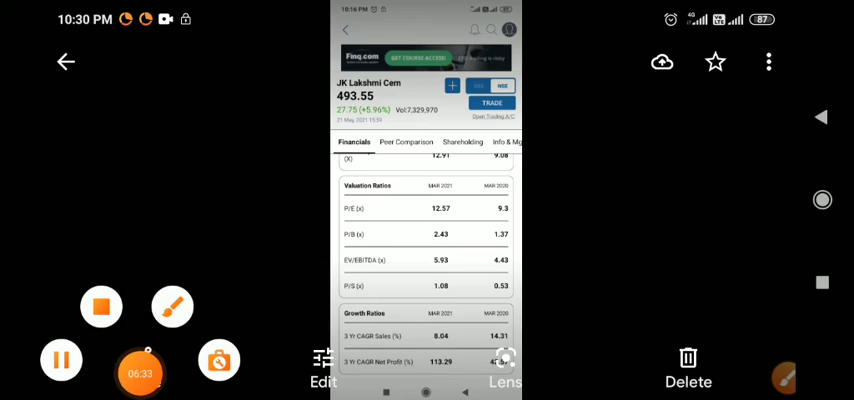 10:30 PM
4G
87
10:16 PM
Finq.com
GET COURSE ACCESS!
JK Lakshmi Cem
493.55
27.75 (+5.96%) Vol:7,329,970
21 May, 2021 15:59
BSE NSE
TRADE
Open Trading A/C
Financials Peer Comparison Shareholding Info & Mg
(X) 12.91 9.08
Valuation Ratios MAR 2021 MAR 2020
P/E (x) 12.57 9.3
P/B (x) 2.43 1.37
EV/EBITDA (x) 5.93 4.43
P/S (x) 1.08 0.53
Growth Ratios MAR 2021 MAR 2020
3 Yr CAGR Sales (%) 8.04 14.31
3 Yr CAGR Net Profit (%) 113.29
06:33
Edit
Lens
Delete